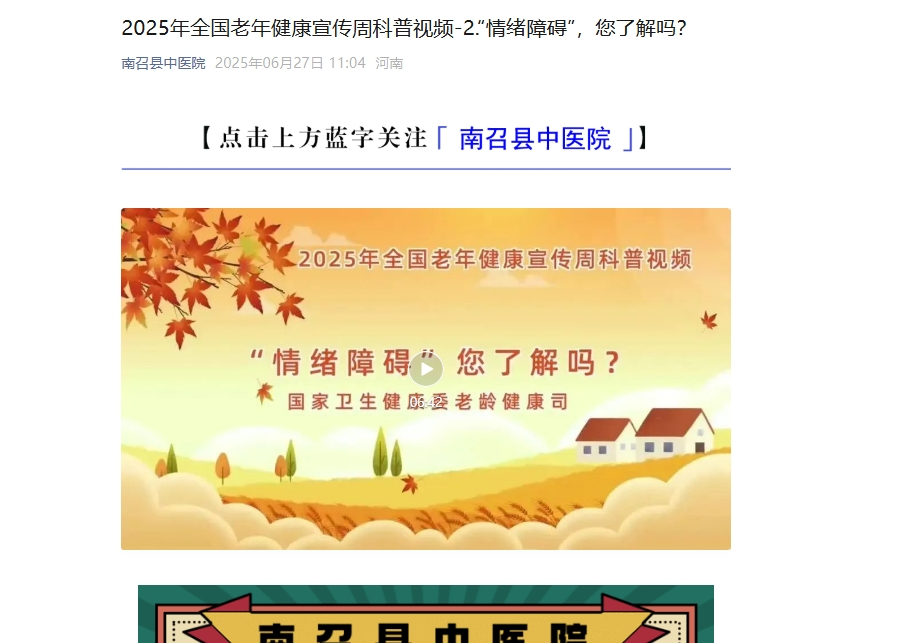 2025年全国老年健康宣传周科普视频-2.“情绪障碍”，您了解吗？
南召县中医院 2025年06月27日 11:04 河南
【点击上方蓝字关注「 南召县中医院 」】
2025年全国老年健康宣传周科普视频
“情绪障碍”您了解吗？
国家卫生健康委老龄健康司
06:42
南召县中医院